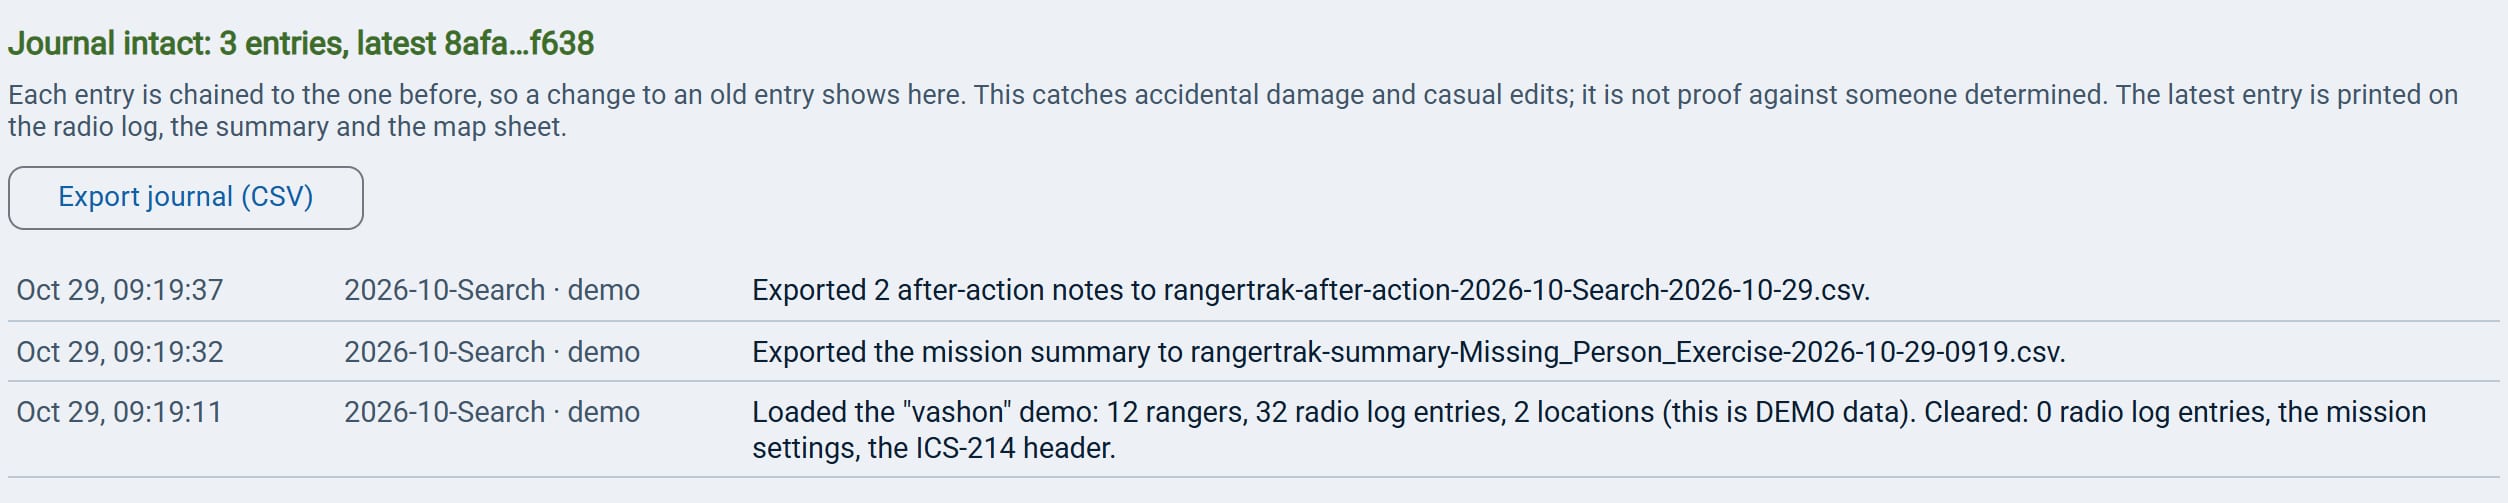 Journal intact: 3 entries, latest 8afa…f638
Each entry is chained to the one before, so a change to an old entry shows here. This catches accidental damage and casual edits; it is not proof against someone determined. The latest entry is printed on
the radio log, the summary and the map sheet.
Export journal (CSV)
Oct 29, 09:19:37 2026-10-Search · demo Exported 2 after-action notes to rangertrak-after-action-2026-10-Search-2026-10-29.csv.
Oct 29, 09:19:32 2026-10-Search · demo Exported the mission summary to rangertrak-summary-Missing_Person_Exercise-2026-10-29-0919.csv.
Oct 29, 09:19:11 2026-10-Search · demo Loaded the "vashon" demo: 12 rangers, 32 radio log entries, 2 locations (this is DEMO data). Cleared: 0 radio log entries, the mission
settings, the ICS-214 header.